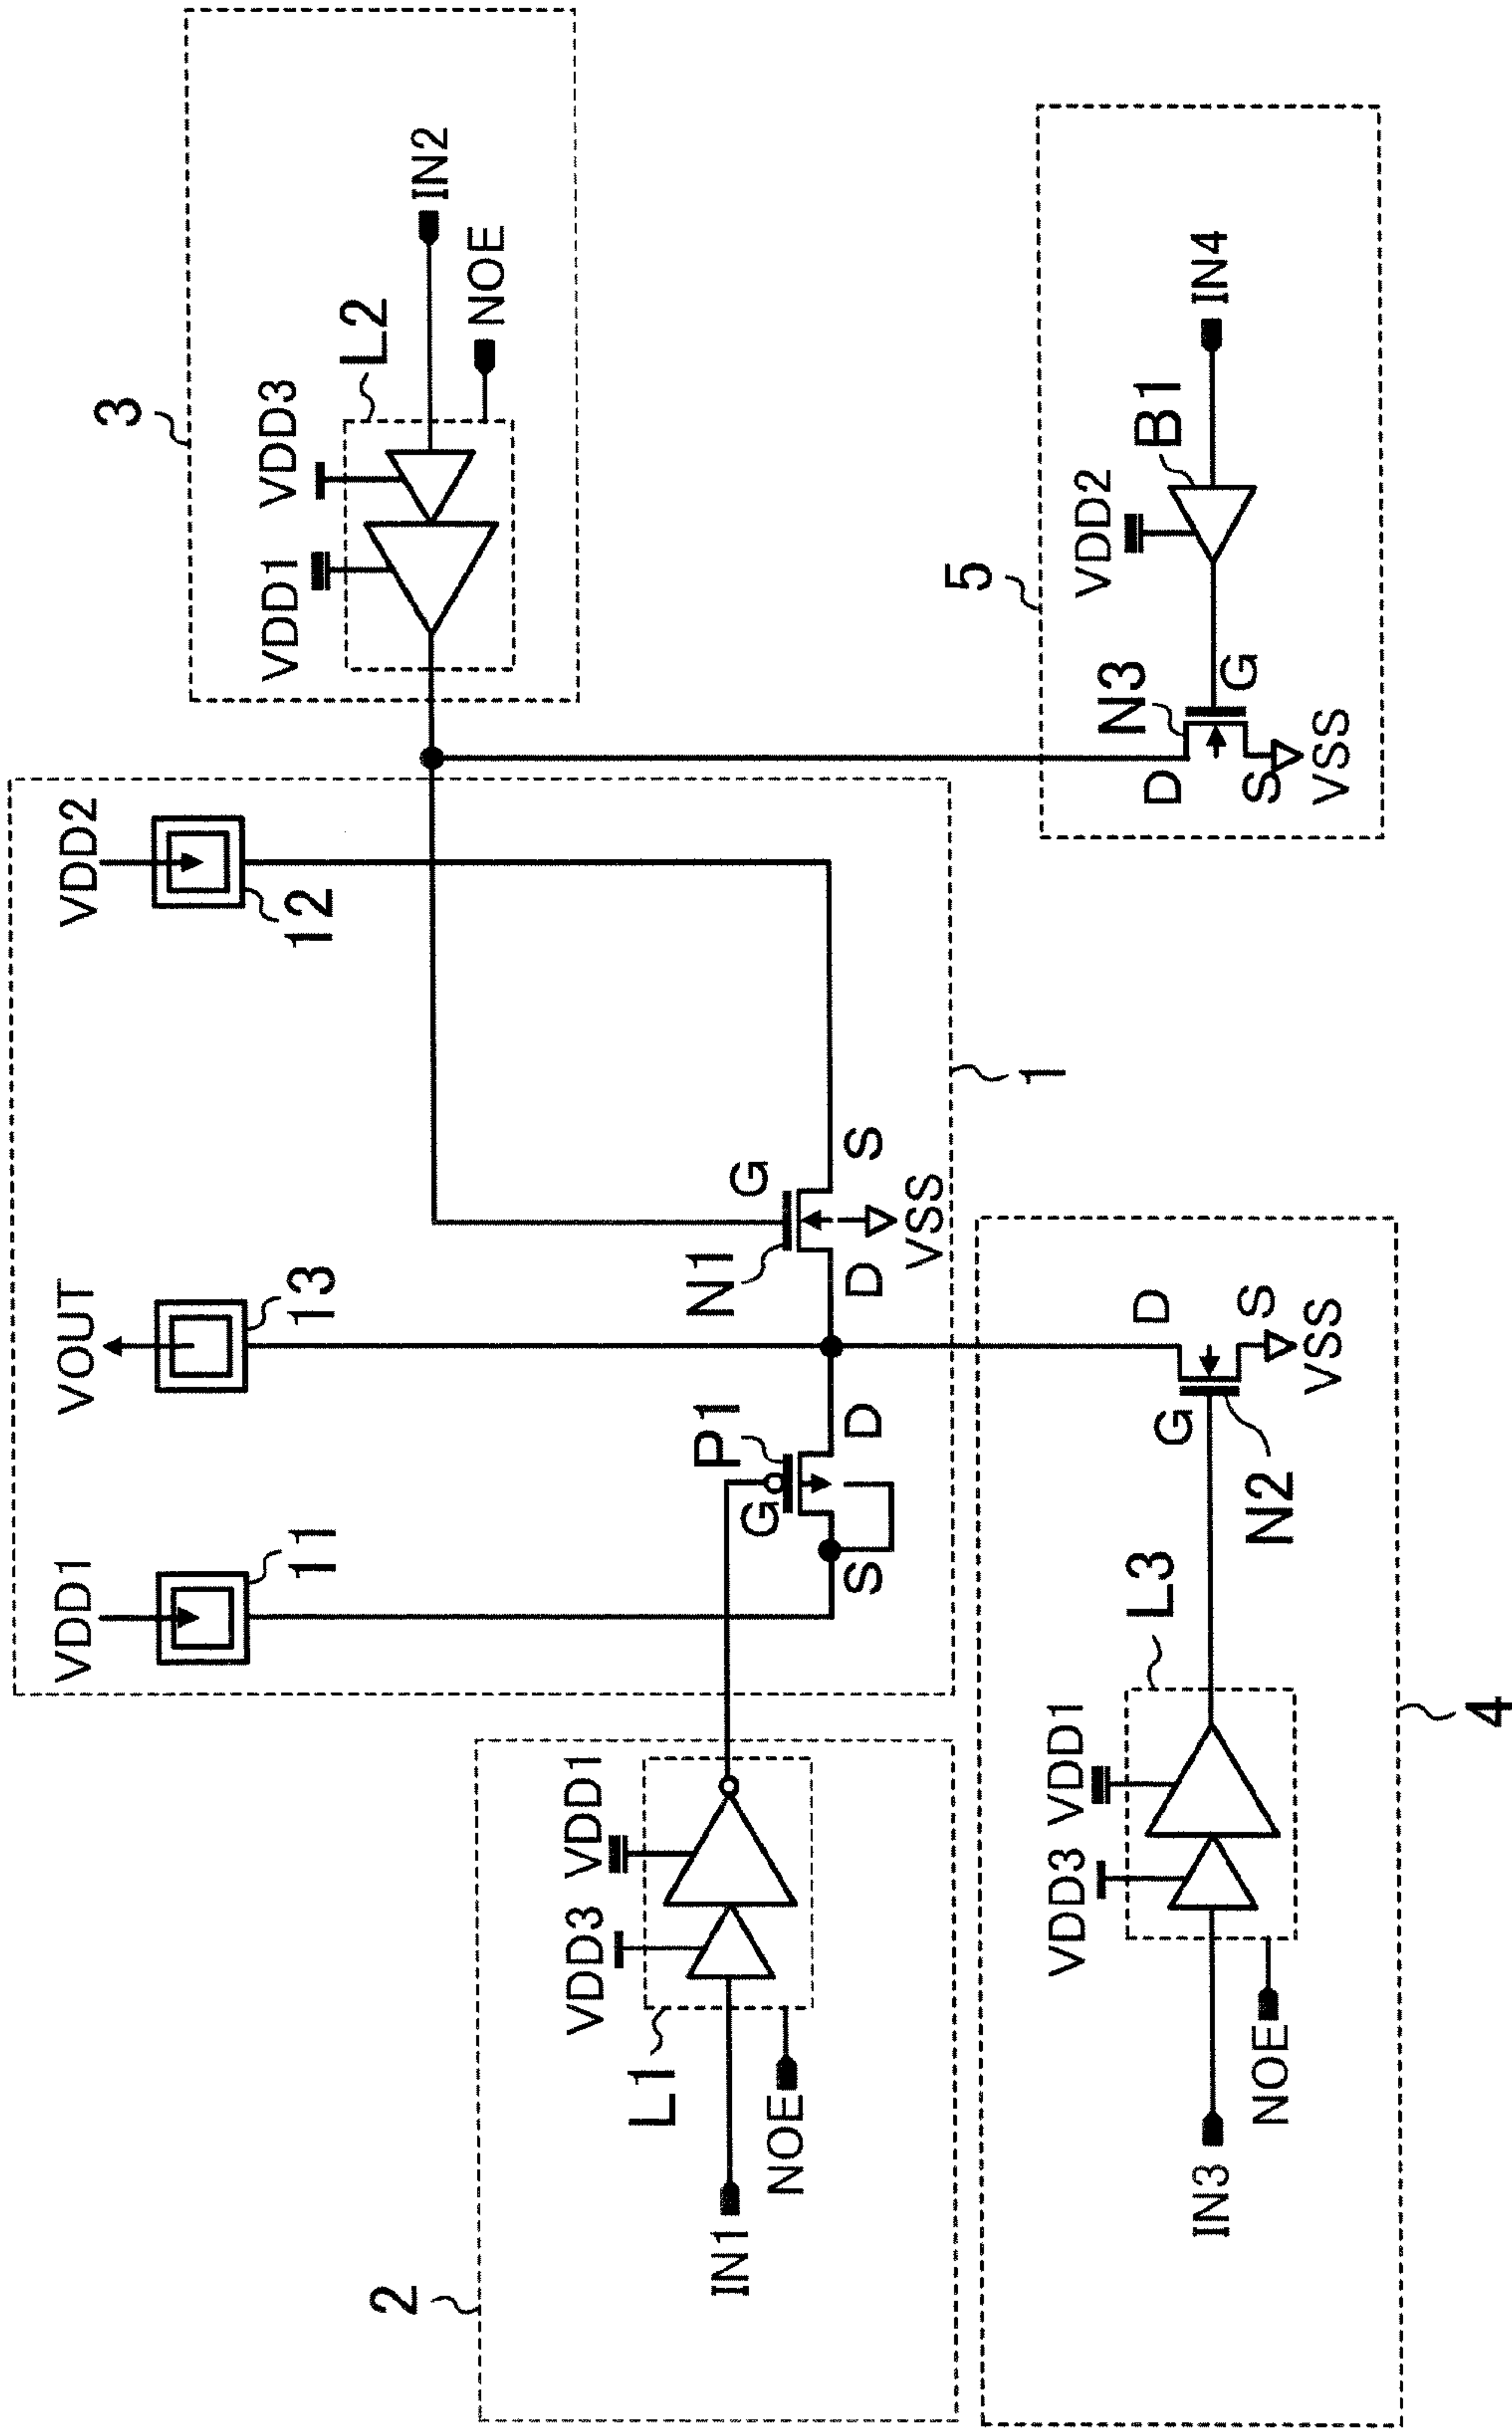 VDD1
11
VOUT
13
VDD2
12
3
VDD1
VDD3
L2
IN2
NOE
2
VDD3
VDD1
L1
IN1
NOE
P1
G
S
D
N1
G
D
S
VSS
1
L3
VDD3
VDD1
IN3
NOE
4
D
G
S
N2
VSS
5
N3
VDD2
B1
IN4
D
G
S
VSS